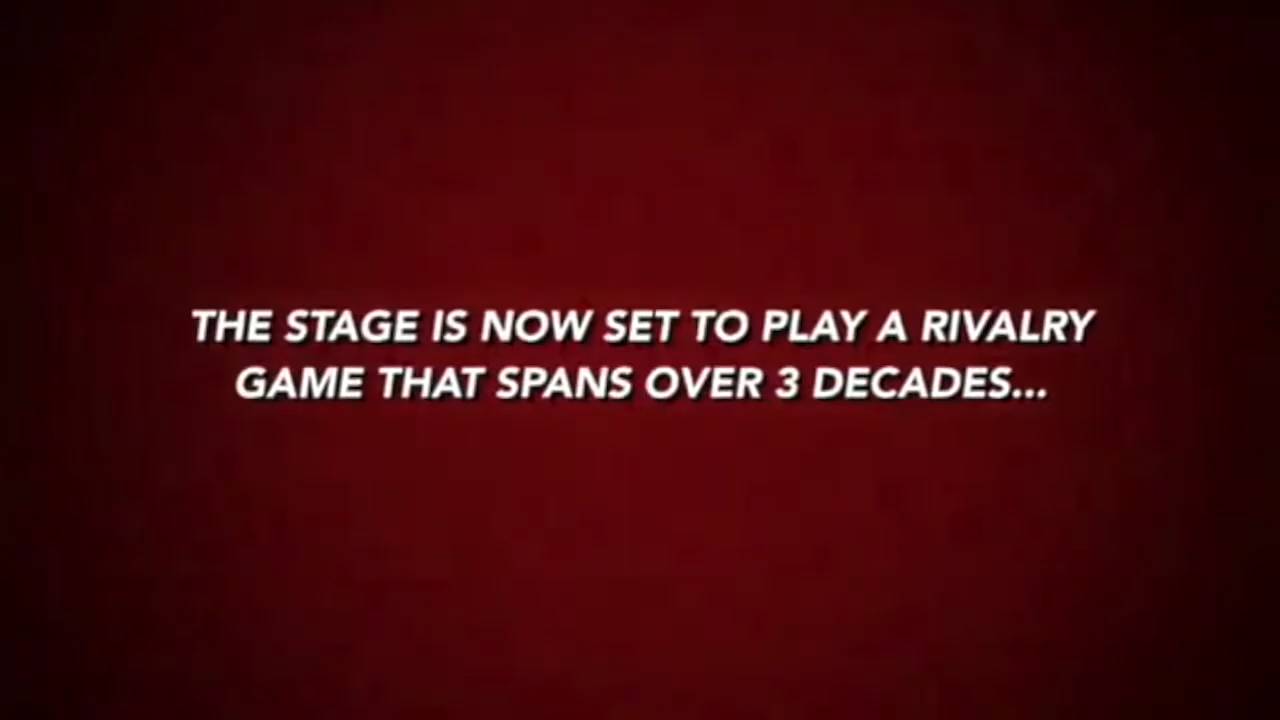 THE STAGE IS NOW SET TO PLAY A RIVALRY
GAME THAT SPANS OVER 3 DECADES...